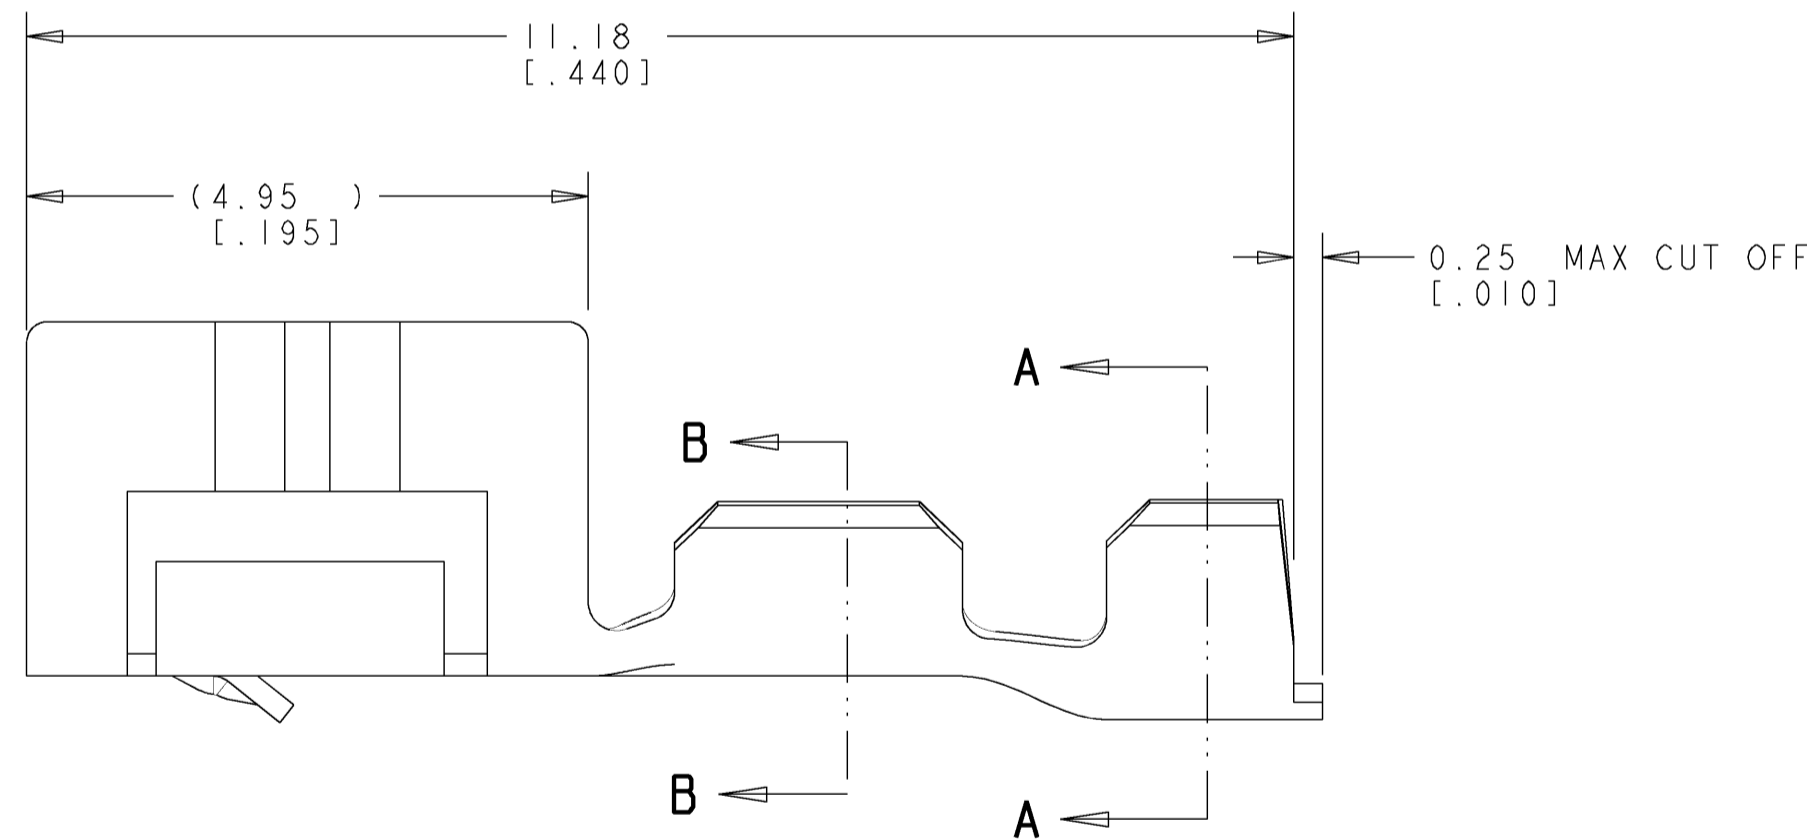 11.18
[.440]
(4.95 )
[.195]
0.25 MAX CUT OFF
[.010]
A
B
B
A